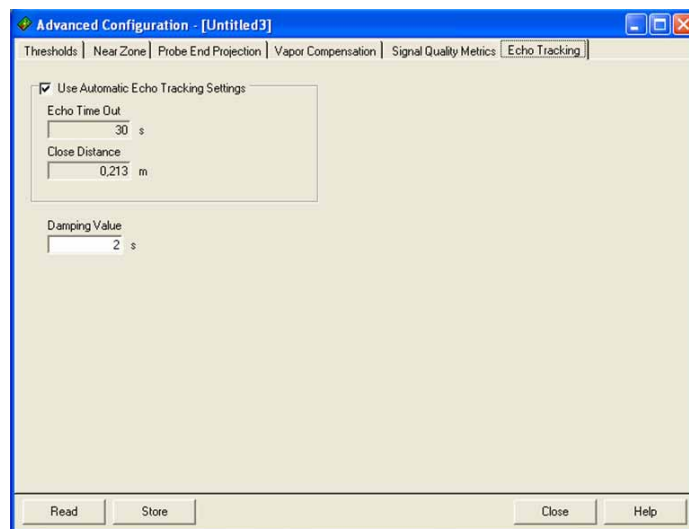 Advanced Configuration - [Untitled3]
Thresholds Near Zone Probe End Projection Vapor Compensation Signal Quality Metrics Echo Tracking
Use Automatic Echo Tracking Settings
Echo Time Out
30 s
Close Distance
0,213 m
Damping Value
2 s
Read Store Close Help